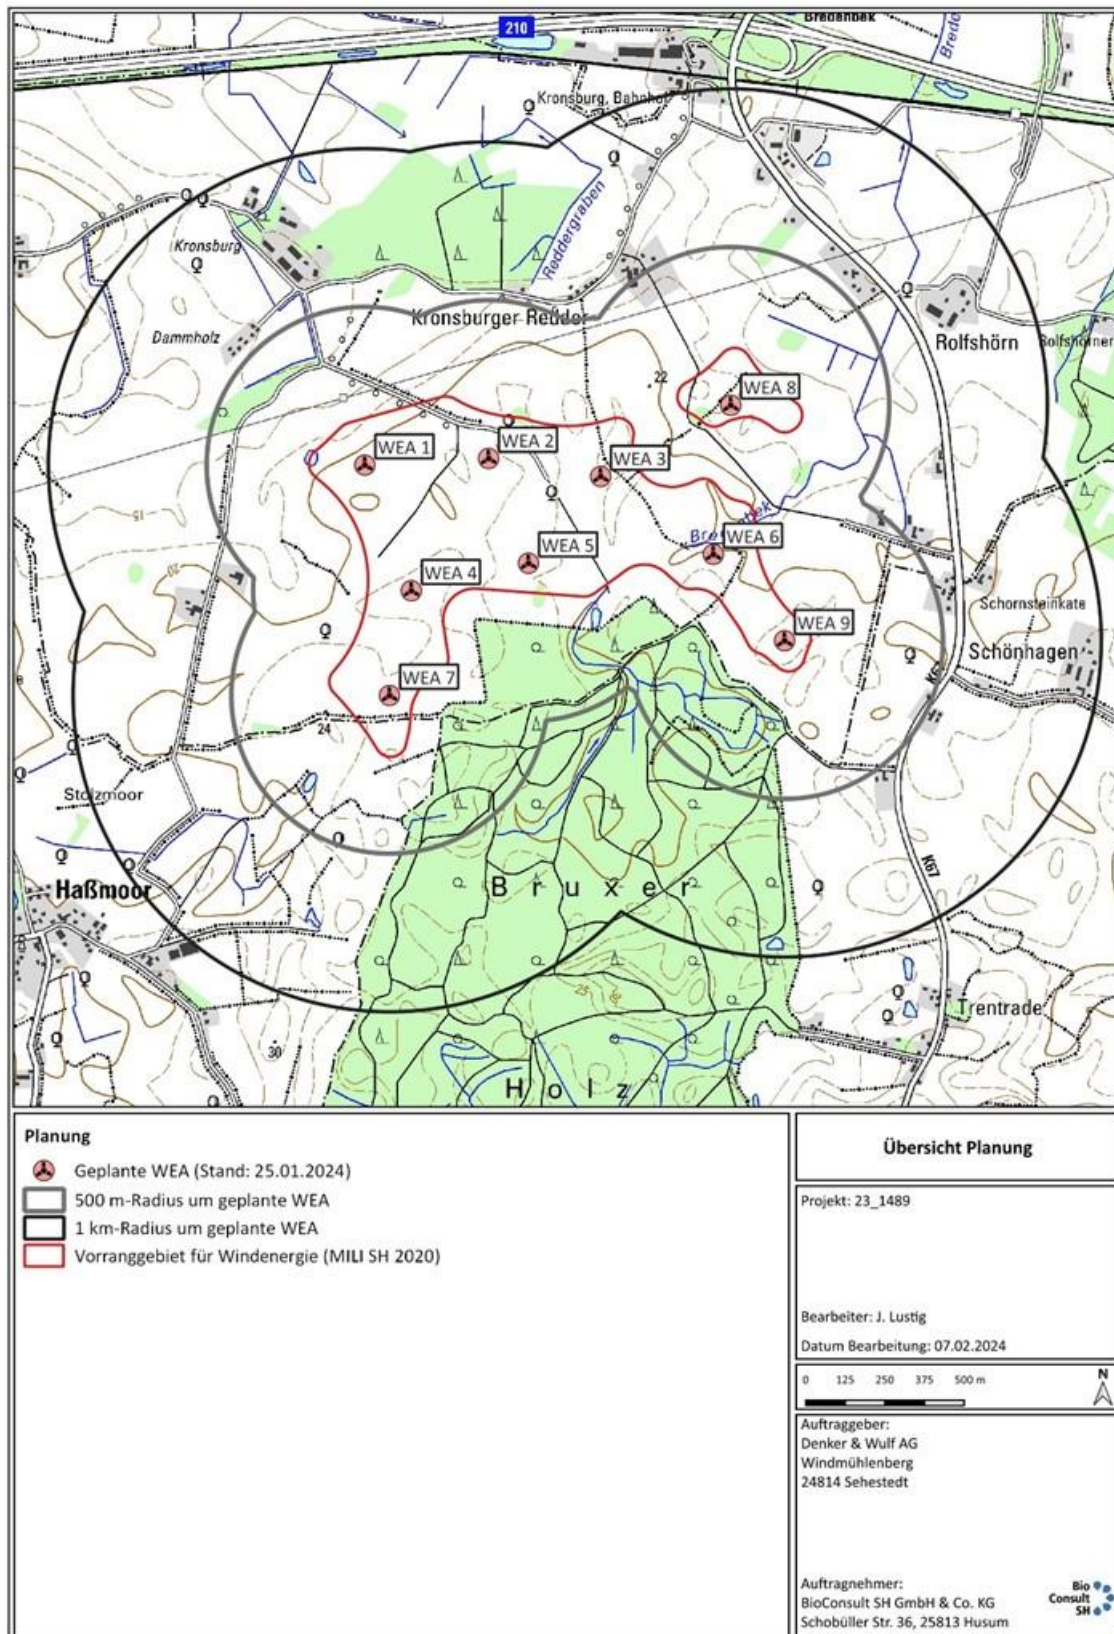 210
Bredenbek
Kronsburg, Bahnhof
Kronsburg
Reddergraben
Dammholz
Kronsburger Redder
Rolfshörn
Rolfshörner
22
WEA 8
WEA 1
WEA 2
WEA 3
15
20
WEA 5
WEA 6
WEA 4
Schornsteinkate
WEA 9
Schönhagen
WEA 7
24
Stolzmoor
K67
Haßmoor
Bruxer
25
Trentrade
30
Holz
Planung
Geplante WEA (Stand: 25.01.2024)
500 m-Radius um geplante WEA
1 km-Radius um geplante WEA
Vorranggebiet für Windenergie (MILI SH 2020)
Übersicht Planung
Projekt: 23_1489
Bearbeiter: J. Lustig
Datum Bearbeitung: 07.02.2024
0 125 250 375 500 m
N
Auftraggeber:
Denker & Wulf AG
Windmühlenberg
24814 Sehestedt
Auftragnehmer:
BioConsult SH GmbH & Co. KG
Schobüller Str. 36, 25813 Husum
Bio
Consult
SH